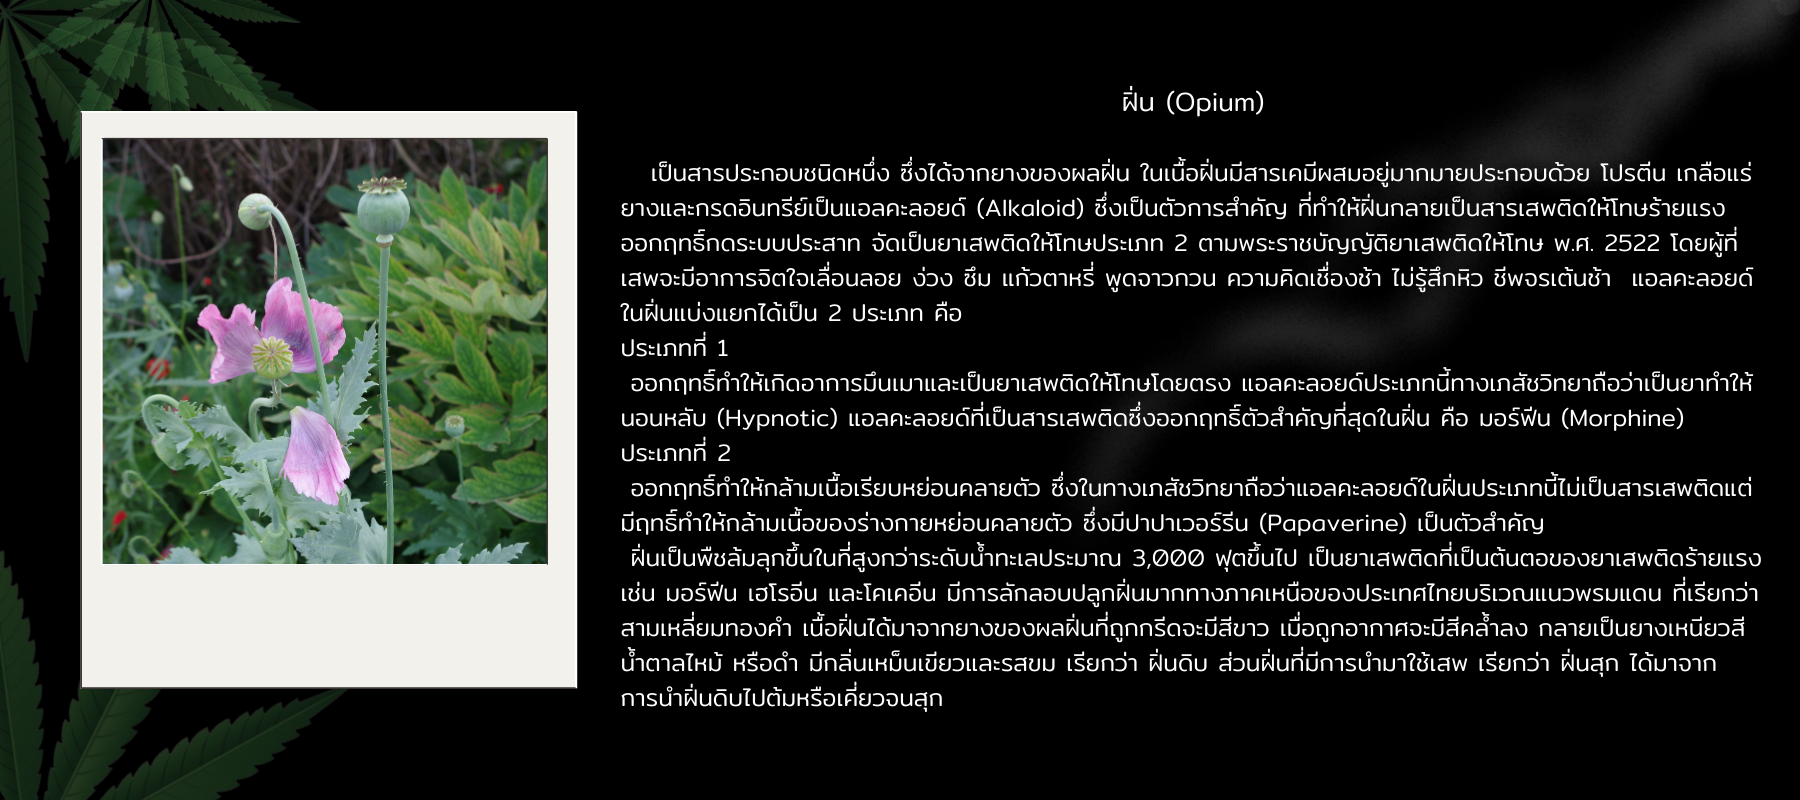 ฝิ่น (Opium)
เป็นสารประกอบชนิดหนึ่ง ซึ่งได้จากยางของผลฝิ่น ในเนื้อฝิ่นมีสารเคมีผสมอยู่มากมายประกอบด้วย โปรตีน เกลือแร่
ยางและกรดอินทรีย์เป็นแอลคะลอยด์ (Alkaloid) ซึ่งเป็นตัวการสำคัญ ที่ทำให้ฝิ่นกลายเป็นสารเสพติดให้โทษร้ายแรง
ออกฤทธิ์กดระบบประสาท จัดเป็นยาเสพติดให้โทษประเภท 2 ตามพระราชบัญญัติยาเสพติดให้โทษ พ.ศ. 2522 โดยผู้ที่
เสพจะมีอาการจิตใจเลื่อนลอย ง่วง ซึม แก้วตาหรี่ พูดจาวกวน ความคิดเชื่องช้า ไม่รู้สึกหิว ชีพจรเต้นช้า แอลคะลอยด์
ในฝิ่นแบ่งแยกได้เป็น 2 ประเภท คือ
ประเภทที่ 1
ออกฤทธิ์ทำให้เกิดอาการมึนเมาและเป็นยาเสพติดให้โทษโดยตรง แอลคะลอยด์ประเภทนี้ทางเภสัชวิทยาถือว่าเป็นยาทำให้
นอนหลับ (Hypnotic) แอลคะลอยด์ที่เป็นสารเสพติดซึ่งออกฤทธิ์ตัวสำคัญที่สุดในฝิ่น คือ มอร์ฟีน (Morphine)
ประเภทที่ 2
ออกฤทธิ์ทำให้กล้ามเนื้อเรียบหย่อนคลายตัว ซึ่งในทางเภสัชวิทยาถือว่าแอลคะลอยด์ในฝิ่นประเภทนี้ไม่เป็นสารเสพติดแต่
มีฤทธิ์ทำให้กล้ามเนื้อของร่างกายหย่อนคลายตัว ซึ่งมีปาปาเวอร์รีน (Papaverine) เป็นตัวสำคัญ
ฝิ่นเป็นพืชล้มลุกขึ้นในที่สูงกว่าระดับน้ำทะเลประมาณ 3,000 ฟุตขึ้นไป เป็นยาเสพติดที่เป็นต้นตอของยาเสพติดร้ายแรง
เช่น มอร์ฟีน เฮโรอีน และโคเคอีน มีการลักลอบปลูกฝิ่นมากทางภาคเหนือของประเทศไทยบริเวณแนวพรมแดน ที่เรียกว่า
สามเหลี่ยมทองคำ เนื้อฝิ่นได้มาจากยางของผลฝิ่นที่ถูกกรีดจะมีสีขาว เมื่อถูกอากาศจะมีสีคล้ำลง กลายเป็นยางเหนียวสี
น้ำตาลไหม้ หรือดำ มีกลิ่นเหม็นเขียวและรสขม เรียกว่า ฝิ่นดิบ ส่วนฝิ่นที่มีการนำมาใช้เสพ เรียกว่า ฝิ่นสุก ได้มาจาก
การนำฝิ่นดิบไปต้มหรือเคี่ยวจนสุก